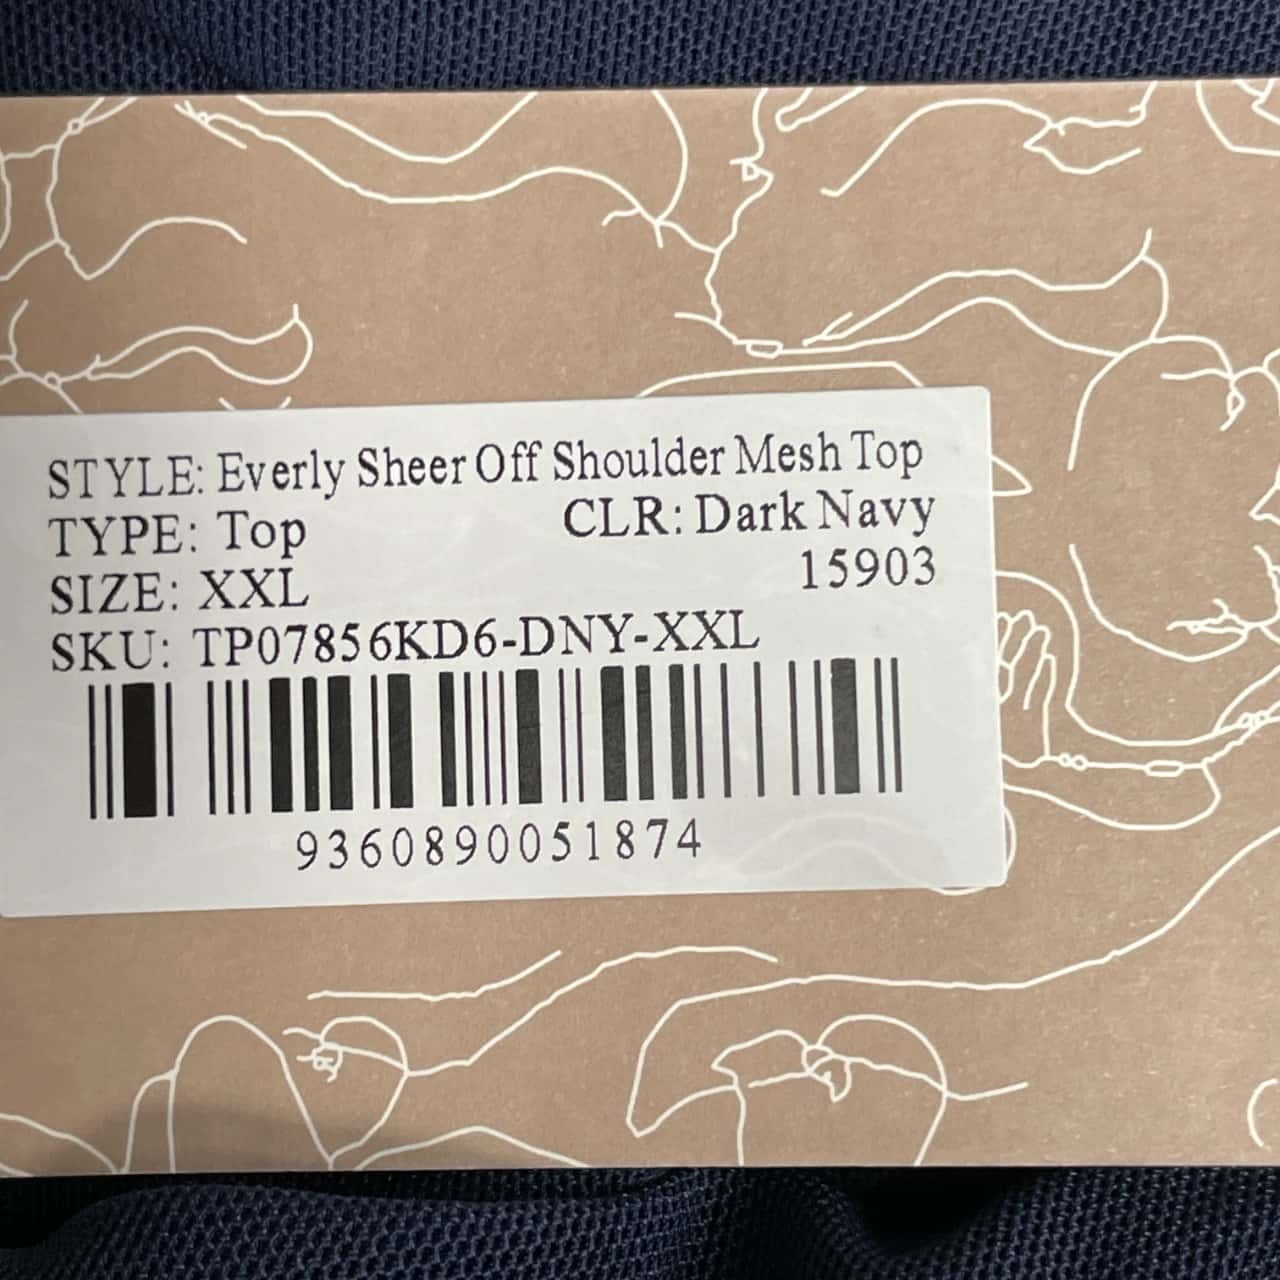 STYLE: Everly Sheer Off Shoulder Mesh Top
TYPE: Top CLR: Dark Navy
SIZE: XXL 15903
SKU: TP07856KD6-DNY-XXL
9360890051874